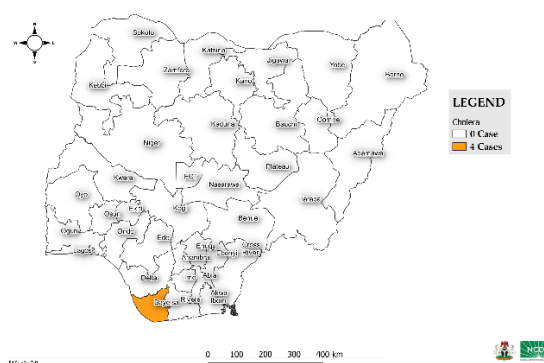 N
W
E
S
Sokoto
Katsina
Jigawa
Yobe
Borno
Zamfara
Kano
Kebbi
Kaduna
Bauchi
Gombe
Adamawa
Niger
Plateau
FCT
Nasarawa
Kwara
Taraba
Oyo
Ekiti
Kogi
Benue
Osun
Ogun
Ondo
Edo
Lagos
Enugu
Ebonyi
Cross
River
Anambra
Delta
Imo
Abia
Akwa
Ibom
Bayelsa
Rivers
LEGEND
Cholera
0 Case
4 Cases
0 100 200 300 400 km
NCDC